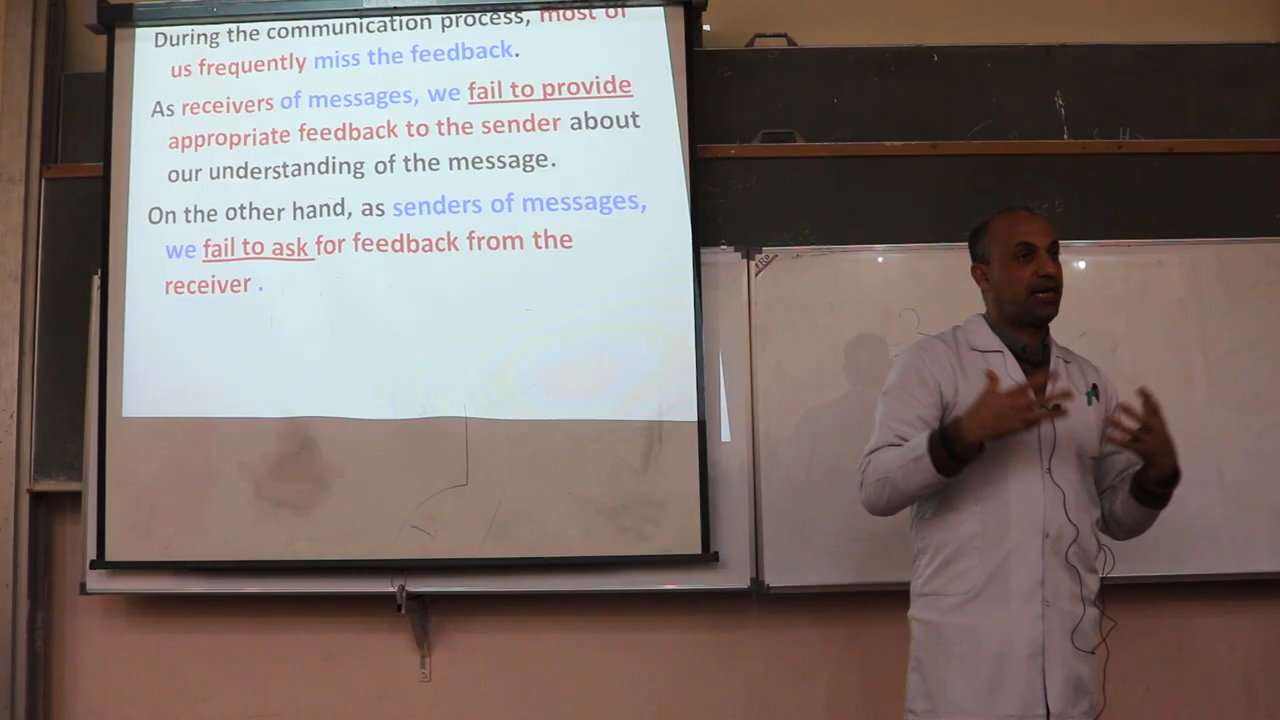 During the communication process, most of
us frequently miss the feedback.
As receivers of messages, we fail to provide
appropriate feedback to the sender about
our understanding of the message.
On the other hand, as senders of messages,
we fail to ask for feedback from the
receiver .